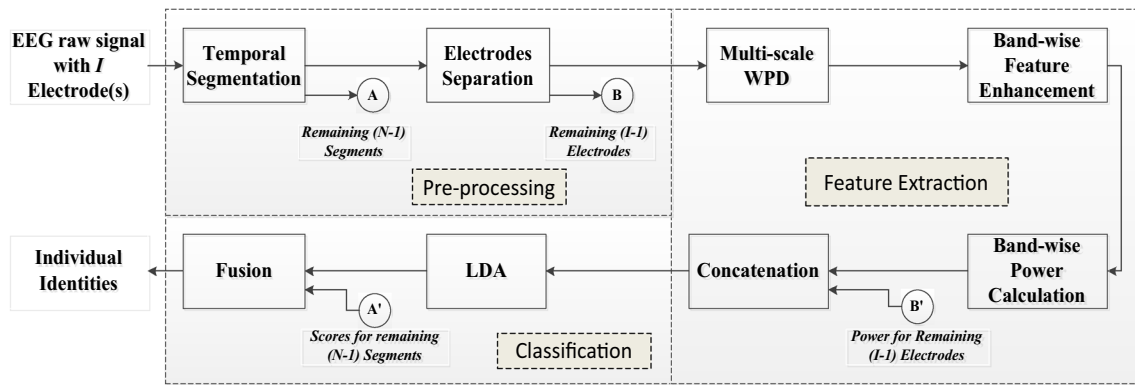 EEG raw signal
with I
Electrode(s)
Temporal
Segmentation
A
Remaining (N-1)
Segments
Electrodes
Separation
B
Remaining (I-1)
Electrodes
Pre-processing
Multi-scale
WPD
Band-wise
Feature
Enhancement
Feature Extraction
Band-wise
Power
Calculation
B'
Power for Remaining
(I-1) Electrodes
Concatenation
LDA
Fusion
A'
Scores for remaining
(N-1) Segments
Classification
Individual
Identities